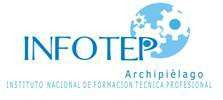 INFOTEP
Archipiélago
INSTITUTO NACIONAL DE FORMACION TECNICA PROFESIONAL